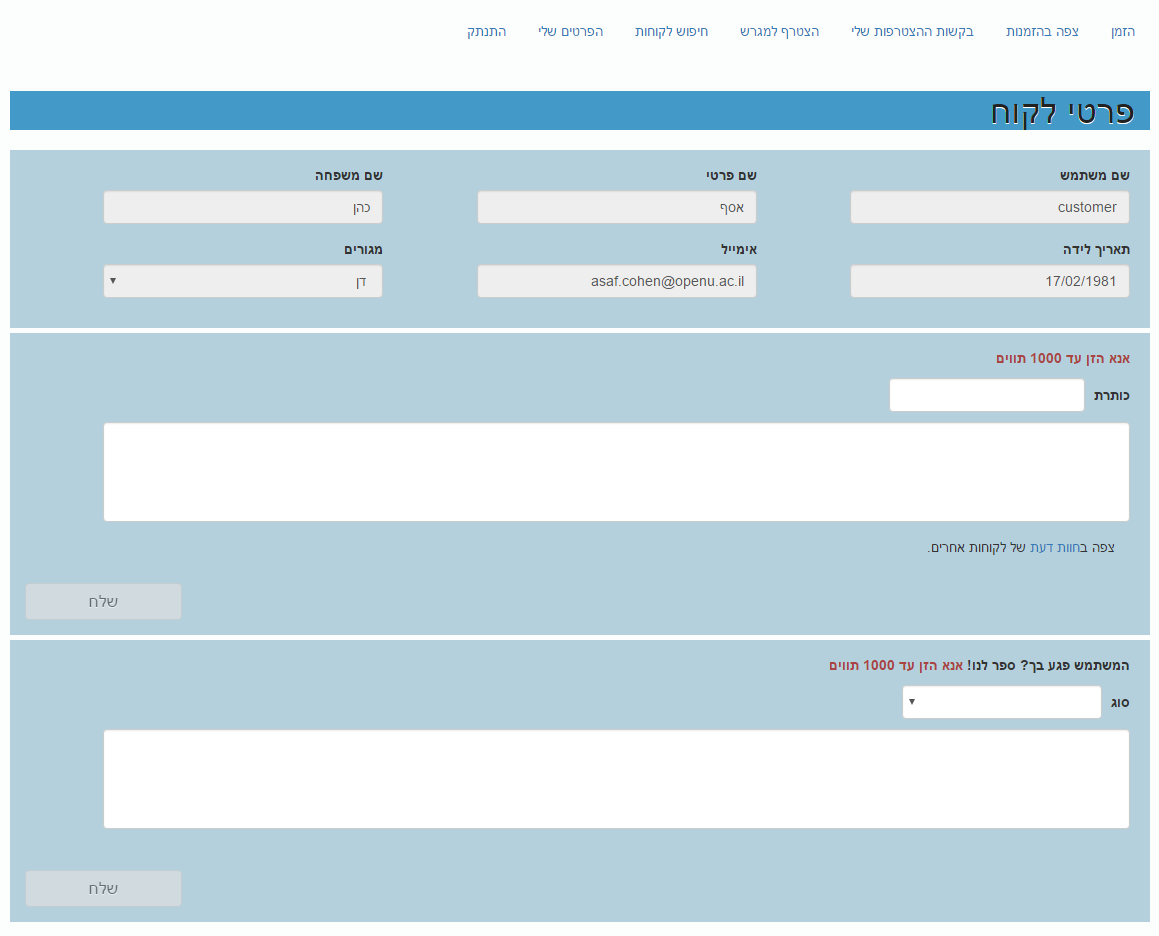 הזמן צפה בהזמנות בקשות ההצטרפות שלי הצטרף למגרש חיפוש לקוחות הפרטים שלי התנתק
פרטי לקוח
שם משתמש שם פרטי שם משפחה
customer אסף כהן
תאריך לידה אימייל מגורים
17/02/1981 asaf.cohen@openu.ac.il דן
אנא הזן עד 1000 תווים
כותרת
צפה בחוות דעת של לקוחות אחרים.
שלח
המשתמש פגע בך? ספר לנו! אנא הזן עד 1000 תווים
סוג
שלח